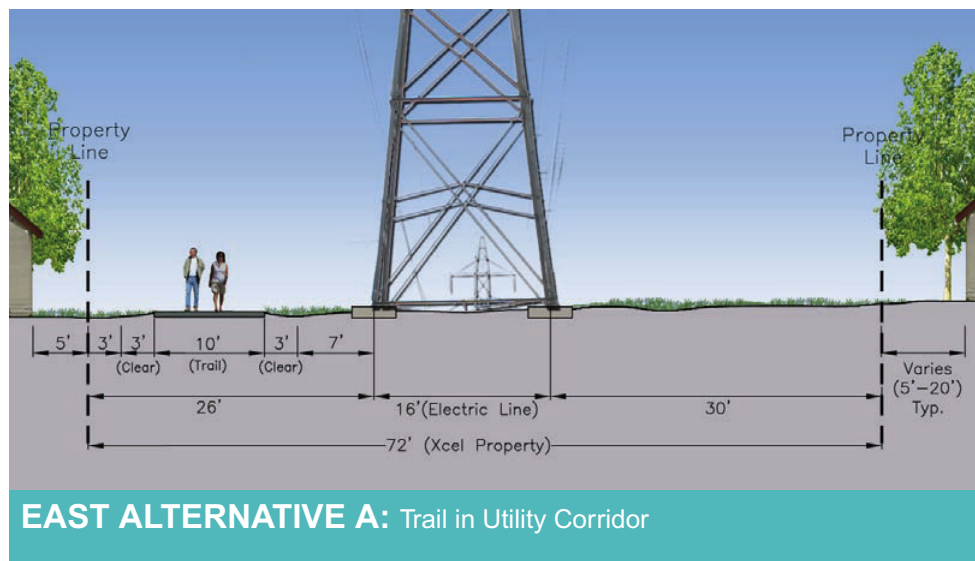 Property
Line
Property
Line
5'
3'
3'
10'
3'
7'
(Clear)
(Trail)
(Clear)
Varies
(5'-20')
Typ.
26'
16'(Electric Line)
30'
72' (Xcel Property)
EAST ALTERNATIVE A: Trail in Utility Corridor